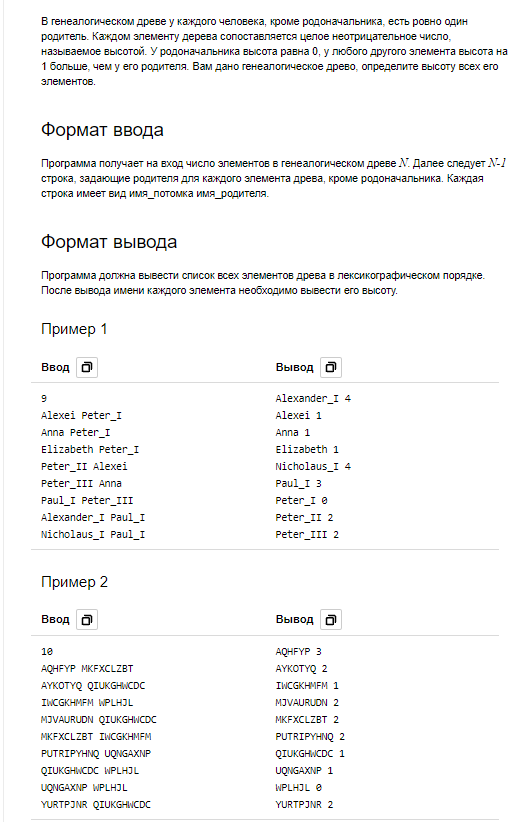 В генеалогическом древе у каждого человека, кроме родоначальника, есть ровно один
родитель. Каждом элементу дерева сопоставляется целое неотрицательное число,
называемое высотой. У родоначальника высота равна 0, у любого другого элемента высота на
1 больше, чем у его родителя. Вам дано генеалогическое древо, определите высоту всех его
элементов.
Формат ввода
Программа получает на вход число элементов в генеалогическом древе N. Далее следует N-1
строка, задающие родителя для каждого элемента древа, кроме родоначальника. Каждая
строка имеет вид имя_потомка имя_родителя.
Формат вывода
Программа должна вывести список всех элементов древа в лексикографическом порядке.
После вывода имени каждого элемента необходимо вывести его высоту.
Пример 1
Ввод Вывод
9 Alexander_I 4
Alexei Peter_I Alexei 1
Anna Peter_I Anna 1
Elizabeth Peter_I Elizabeth 1
Peter_II Alexei Nicholaus_I 4
Peter_III Anna Paul_I 3
Paul_I Peter_III Peter_I 0
Alexander_I Paul_I Peter_II 2
Nicholaus_I Paul_I Peter_III 2
Пример 2
Ввод Вывод
10 AQHFYP 3
AQHFYP MKFXCLZBT AYKOTYQ 2
AYKOTYQ QIUKGHWCDC IWCGKHMFM 1
IWCGKHMFM WPLHJL MJVAURUDN 2
MJVAURUDN QIUKGHWCDC MKFXCLZBT 2
MKFXCLZBT IWCGKHMFM PUTRIPYHNQ 2
PUTRIPYHNQ UQNGAXNP QIUKGHWCDC 1
QIUKGHWCDC WPLHJL UQNGAXNP 1
UQNGAXNP WPLHJL WPLHJL 0
YURTPJNR QIUKGHWCDC YURTPJNR 2